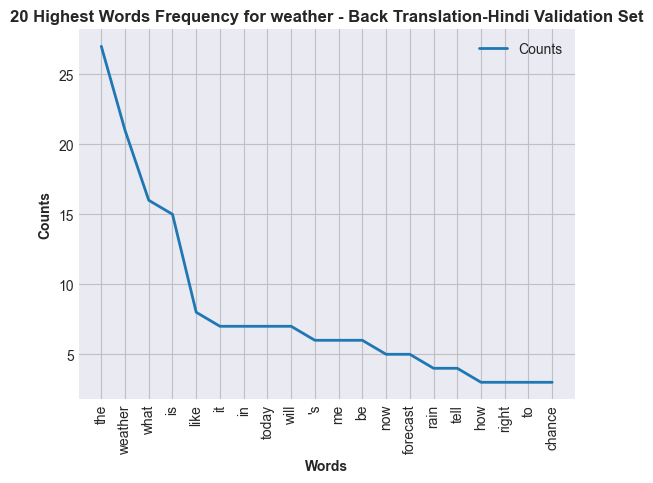 20 Highest Words Frequency for weather - Back Translation-Hindi Validation Set
Counts
25
20
15
10
5
Counts
the
weather
what
is
like
it
in
today
will
's
me
be
now
forecast
rain
tell
how
right
to
chance
Words